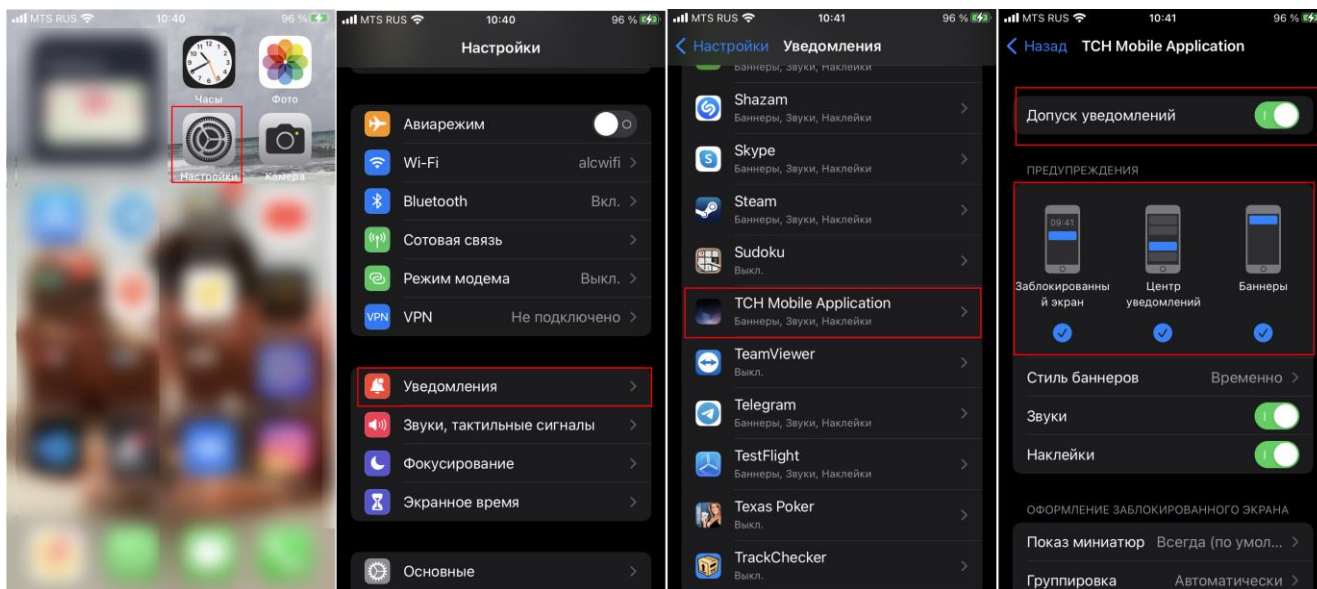 MTS RUS 10:40 96 %
Часы Фото
Настройки Камера
MTS RUS 10:40 96 %
Настройки
Авиарежим
Wi-Fi alcwifi
Bluetooth Вкл.
Сотовая связь
Режим модема Выкл.
VPN VPN Не подключено
Уведомления
Звуки, тактильные сигналы
Фокусирование
Экранное время
Основные
MTS RUS 10:41 96 %
Настройки Уведомления
Баннеры, Звуки, Наклейки
Shazam
Баннеры, Звуки, Наклейки
Skype
Баннеры, Звуки, Наклейки
Steam
Баннеры, Звуки, Наклейки
Sudoku
Выкл.
TCH Mobile Application
Баннеры, Звуки, Наклейки
TeamViewer
Выкл.
Telegram
Баннеры, Звуки, Наклейки
TestFlight
Баннеры, Звуки, Наклейки
Texas Poker
Выкл.
TrackChecker
Выкл.
MTS RUS 10:41 96 %
Назад TCH Mobile Application
Допуск уведомлений
ПРЕДУПРЕЖДЕНИЯ
09:41
Заблокированны
й экран
Центр
уведомлений
Баннеры
Стиль баннеров Временно
Звуки
Наклейки
ОФОРМЛЕНИЕ ЗАБЛОКИРОВАННОГО ЭКРАНА
Показ миниатюр Всегда (по умол...
Группировка Автоматически